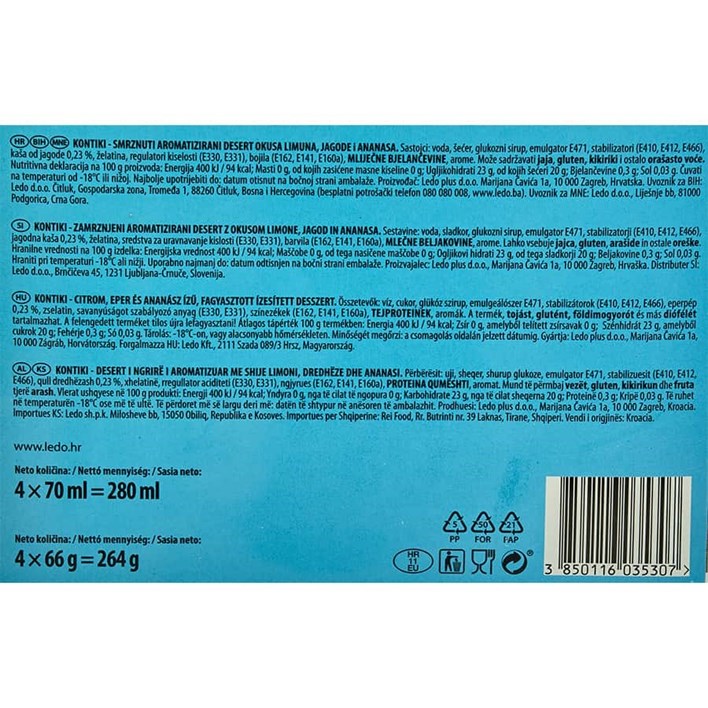 HR BIH MNE KONTIKI - SMRZNUTI AROMATIZIRANI DESERT OKUSA LIMUNA, JAGODE I ANANASA. Sastojci: voda, šećer, glukozni sirup, emulgator E471, stabilizatori (E410, E412, E466),
kaša od jagode 0,23 %, želatina, regulatori kiselosti (E330, E331), bojila (E162, E141, E160a), MLIJEČNE BJELANČEVINE, arome. Može sadržavati jaja, gluten, kikiriki i ostalo orašasto voće.
Nutritivna deklaracija na 100 g proizvoda: Energija 400 kJ / 94 kcal; Masti 0 g, od kojih zasićene masne kiseline 0 g; Ugljikohidrati 23 g, od kojih šećeri 20 g; Bjelančevine 0,3 g; Sol 0,03 g. Čuvati
na temperaturi od -18°C ili nižoj. Najbolje upotrijebiti do: datum otisnut na bočnoj strani ambalaže. Proizvođač: Ledo plus d.o.o. Marijana Čavića 1a, 10 000 Zagreb, Hrvatska. Uvoznik za BIH:
Ledo d.o.o. Čitluk, Gospodarska zona, Tromeđa 1, 88260 Čitluk, Bosna i Hercegovina (besplatni potrošački telefon 080 080 008, www.ledo.ba). Uvoznik za MNE: Ledo d.o.o., Liješnje bb, 81000
Podgorica, Crna Gora.
SI KONTIKI - ZAMRZNJENI AROMATIZIRANI DESERT Z OKUSOM LIMONE, JAGOD IN ANANASA. Sestavine: voda, sladkor, glukozni sirup, emulgator E471, stabilizatorji (E410, E412, E466),
jagodna kaša 0,23 %, želatina, sredstva za uravnavanje kislosti (E330, E331), barvila (E162, E141, E160a), MLEČNE BELJAKOVINE, arome. Lahko vsebuje jajca, gluten, arašide in ostale oreške.
Hranilne vrednosti na 100 g izdelka: Energijska vrednost 400 kJ / 94 kcal; Maščobe 0 g, od tega nasičene maščobe 0 g; Ogljikovi hidrati 23 g, od tega sladkorji 20 g; Beljakovine 0,3 g; Sol 0,03 g.
Hraniti pri temperaturi -18°C ali nižji. Uporabno najmanj do: datum odtisnjen na bočni strani embalaže. Proizvajalec: Ledo plus d.o.o. Marijana Čavića 1a, 10 000 Zagreb, Hrvaška. Distributer SI:
Ledo d.o.o., Brnčičeva 45, 1231 Ljubljana-Črnuče, Slovenija.
HU KONTIKI - CITROM, EPER ÉS ANANÁSZ ÍZŰ, FAGYASZTOTT ÍZESÍTETT DESSZERT. Összetevők: víz, cukor, glükóz szirup, emulgeálószer E471, stabilizátorok (E410, E412, E466), eperpép
0,23 %, zselatin, savanyúságot szabályozó anyag (E330, E331), színezékek (E162, E141, E160a), TEJPROTEINEK, aromák. A termék, tojást, glutént, földimogyorót és más diófélét
tartalmazhat. A felengedett terméket tilos újra lefagyasztani! Átlagos tápérték 100 g termékben: Energia 400 kJ / 94 kcal; Zsír 0 g, amelyből telített zsírsavak 0 g; Szénhidrát 23 g, amelyből
cukrok 20 g; Fehérje 0,3 g; Só 0,03 g. Tárolás: -18°C-on, vagy alacsonyabb hőmérsékleten. Minőségét megőrzi: a csomagolás oldalán jelzett dátumig. Gyártja: Ledo plus d.o.o., Marijana Čavića 1a,
10 000 Zágráb, Horvátország. Forgalmazza HU: Ledo Kft., 2111 Szada 089/3 Hrsz, Magyarország.
AL KS KONTIKI - DESERT I NGRIRË I AROMATIZUAR ME SHIJE LIMONI, DREDHËZE DHE ANANASI. Përbërësit: uji, sheqer, shurup glukoze, emulgator E471, stabilizuesit (E410, E412,
E466), qull dredhëzash 0,23 %, xhelatinë, rregullator aciditeti (E330, E331), ngjyrues (E162, E141, E160a), PROTEINA QUMËSHTI, aromat. Mund të përmbaj vezët, gluten, kikirikun dhe fruta
tjerë arash. Vlerat ushqyese në 100 g produkti: Energji 400 kJ / 94 kcal; Yndyra 0 g, nga të cilat të ngopura 0 g; Karbohidrate 23 g, nga të cilat sheqerna 20 g; Proteinë 0,3 g; Kripë 0,03 g. Të ruhet
në temperaturën -18°C ose më të ultë. Të përdoret më së largu deri më: datën të shtypur në anësoren e ambalazhit. Prodhuesi: Ledo plus d.o.o., Marijana Čavića 1a, 10 000 Zagreb, Kroacia.
Importues KS: Ledo sh.p.k. Milosheve bb, 15050 Obiliq, Republika e Kosoves. Importues per Shqiperine: Rei Food, Rr. Butrinti nr. 39 Laknas, Tirane, Shqiperi. Vendi i origjinës: Kroacia.
www.ledo.hr
Neto količina: / Nettó mennyiség: / Sasia neto:
4 × 70 ml = 280 ml
Neto količina: / Nettó mennyiség: / Sasia neto:
4 × 66 g = 264 g
5 50 21
PP FOR FAP
HR
11
EU
3 850116 035307 >